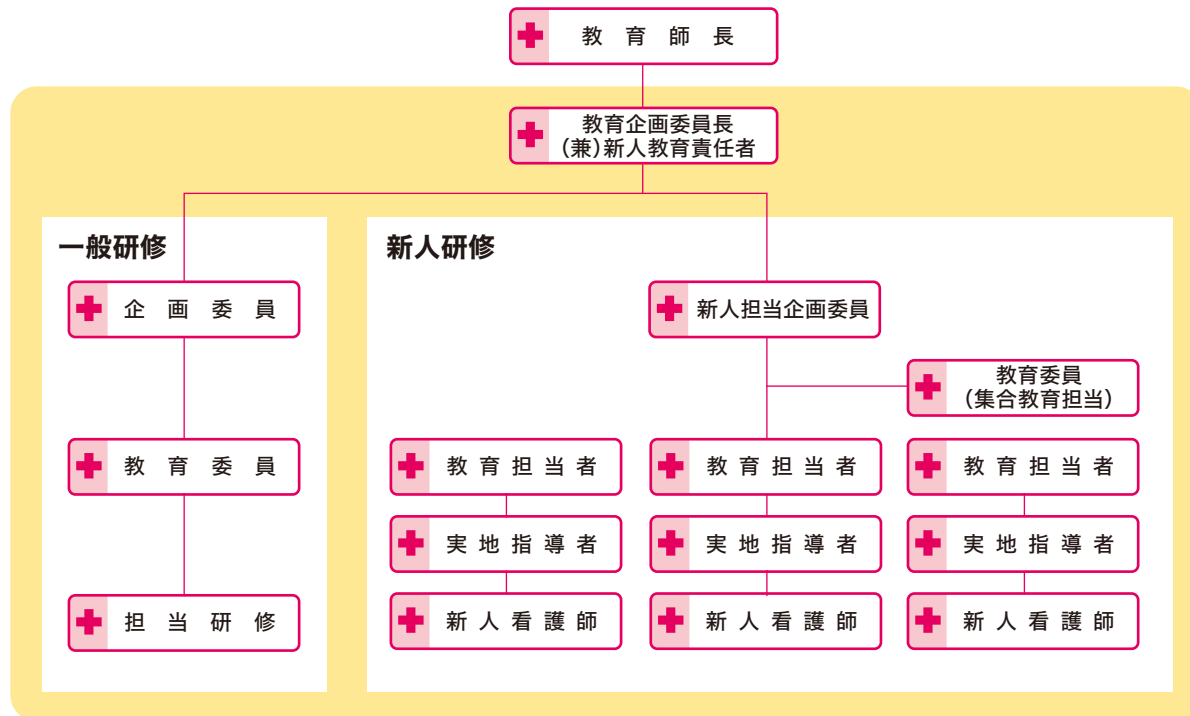 教育師長
教育企画委員長
（兼）新人教育責任者
一般研修
企画委員
教育委員
担当研修
新人研修
新人担当企画委員
教育委員
（集合教育担当）
教育担当者
教育担当者
教育担当者
実地指導者
実地指導者
実地指導者
新人看護師
新人看護師
新人看護師